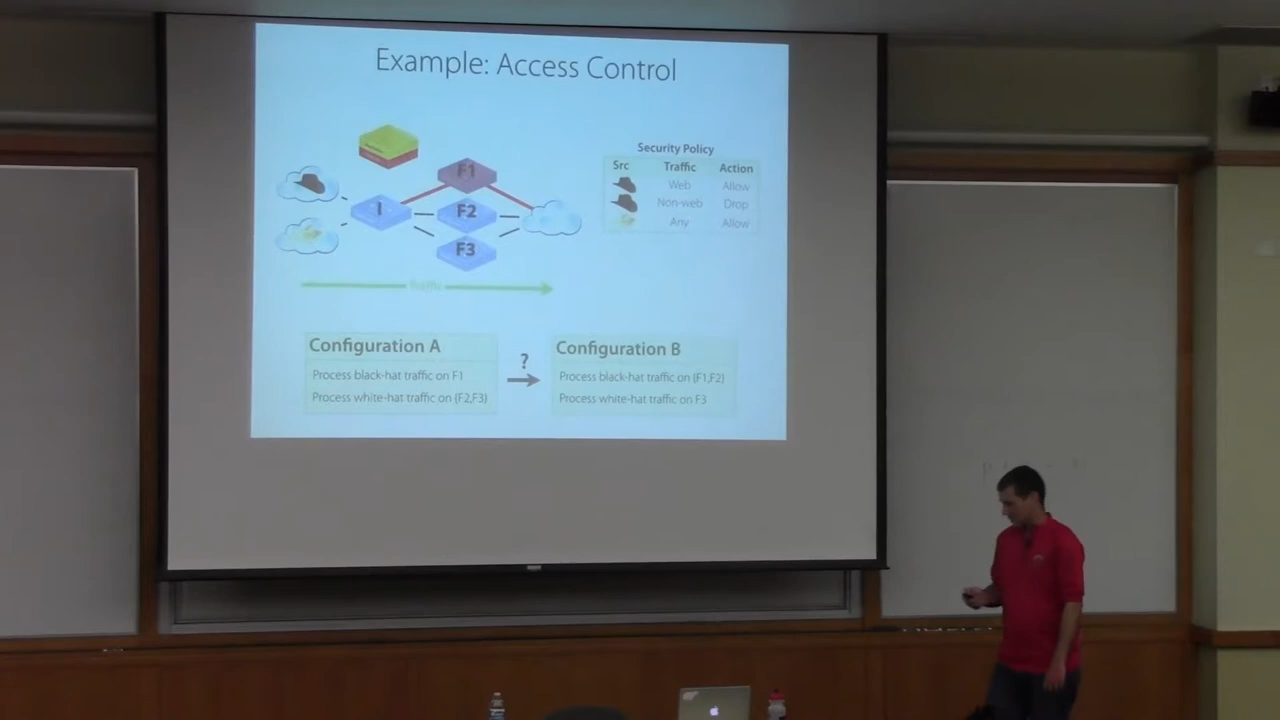 Example: Access Control
F1
I
F2
F3
Traffic
Security Policy
Src Traffic Action
Web Allow
Non-web Drop
Any Allow
Configuration A
Process black-hat traffic on F1
Process white-hat traffic on {F2,F3}
?
Configuration B
Process black-hat traffic on {F1,F2}
Process white-hat traffic on F3